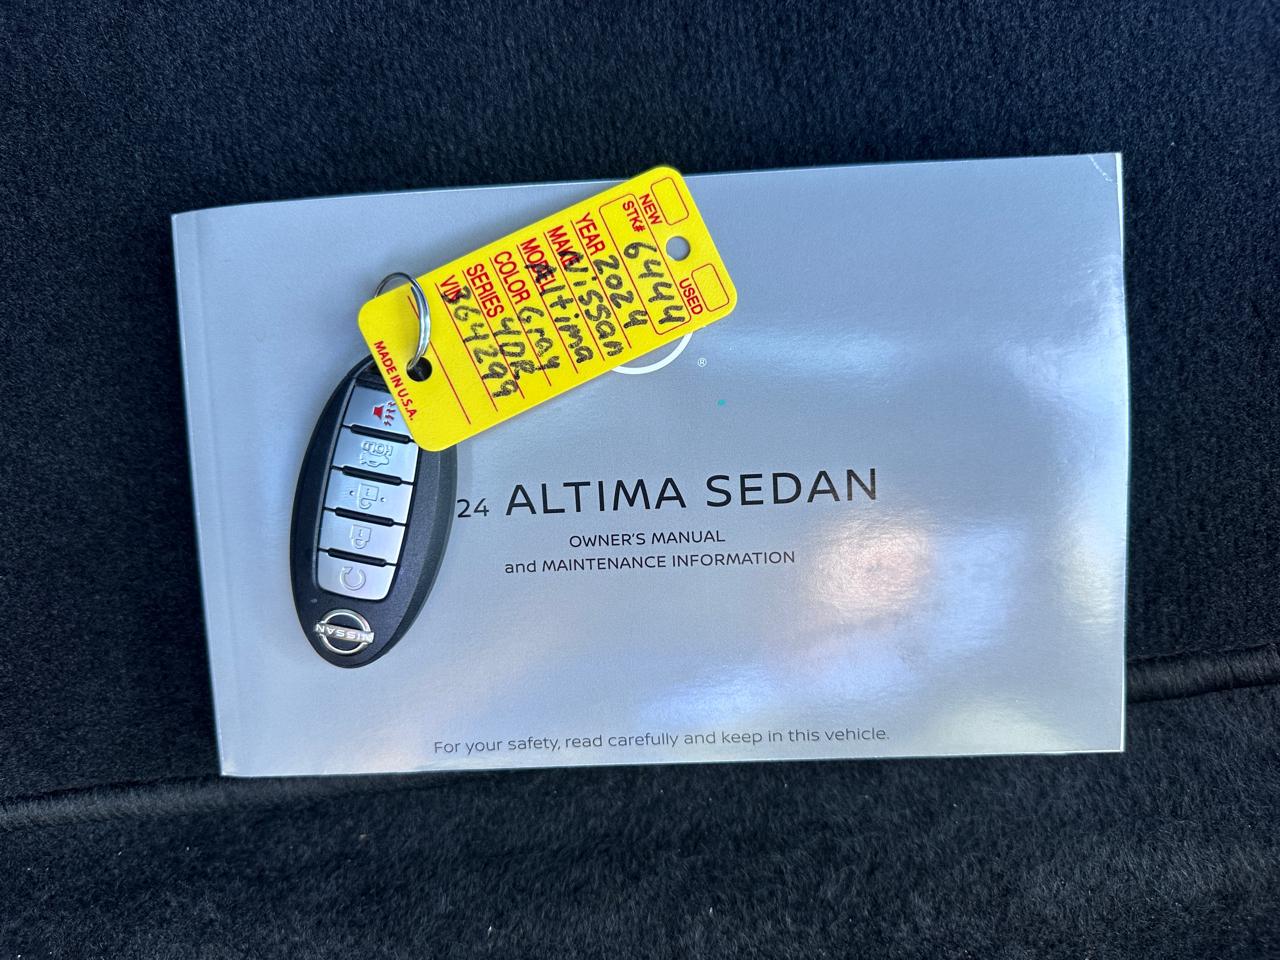 NEW
USED
STK# 6444
YEAR 2024
MAKE Nissan
MODEL Altima
COLOR Gray
SERIES 4DR
VIN 364299
MADE IN U.S.A.
®
HOLD
NISSAN
24 ALTIMA SEDAN
OWNER'S MANUAL
and MAINTENANCE INFORMATION
For your safety, read carefully and keep in this vehicle.